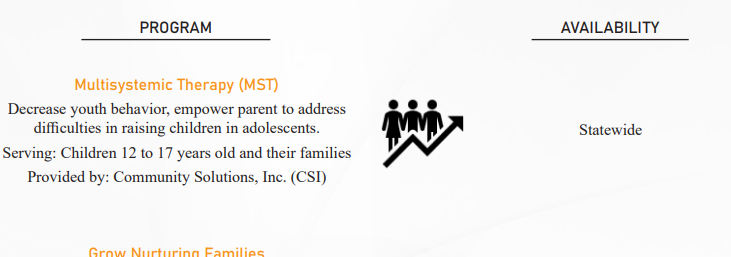 PROGRAM
AVAILABILITY
Multisystemic Therapy (MST)
Decrease youth behavior, empower parent to address
difficulties in raising children in adolescents.
Serving: Children 12 to 17 years old and their families
Provided by: Community Solutions, Inc. (CSI)
Statewide
Grow Nurturing Families